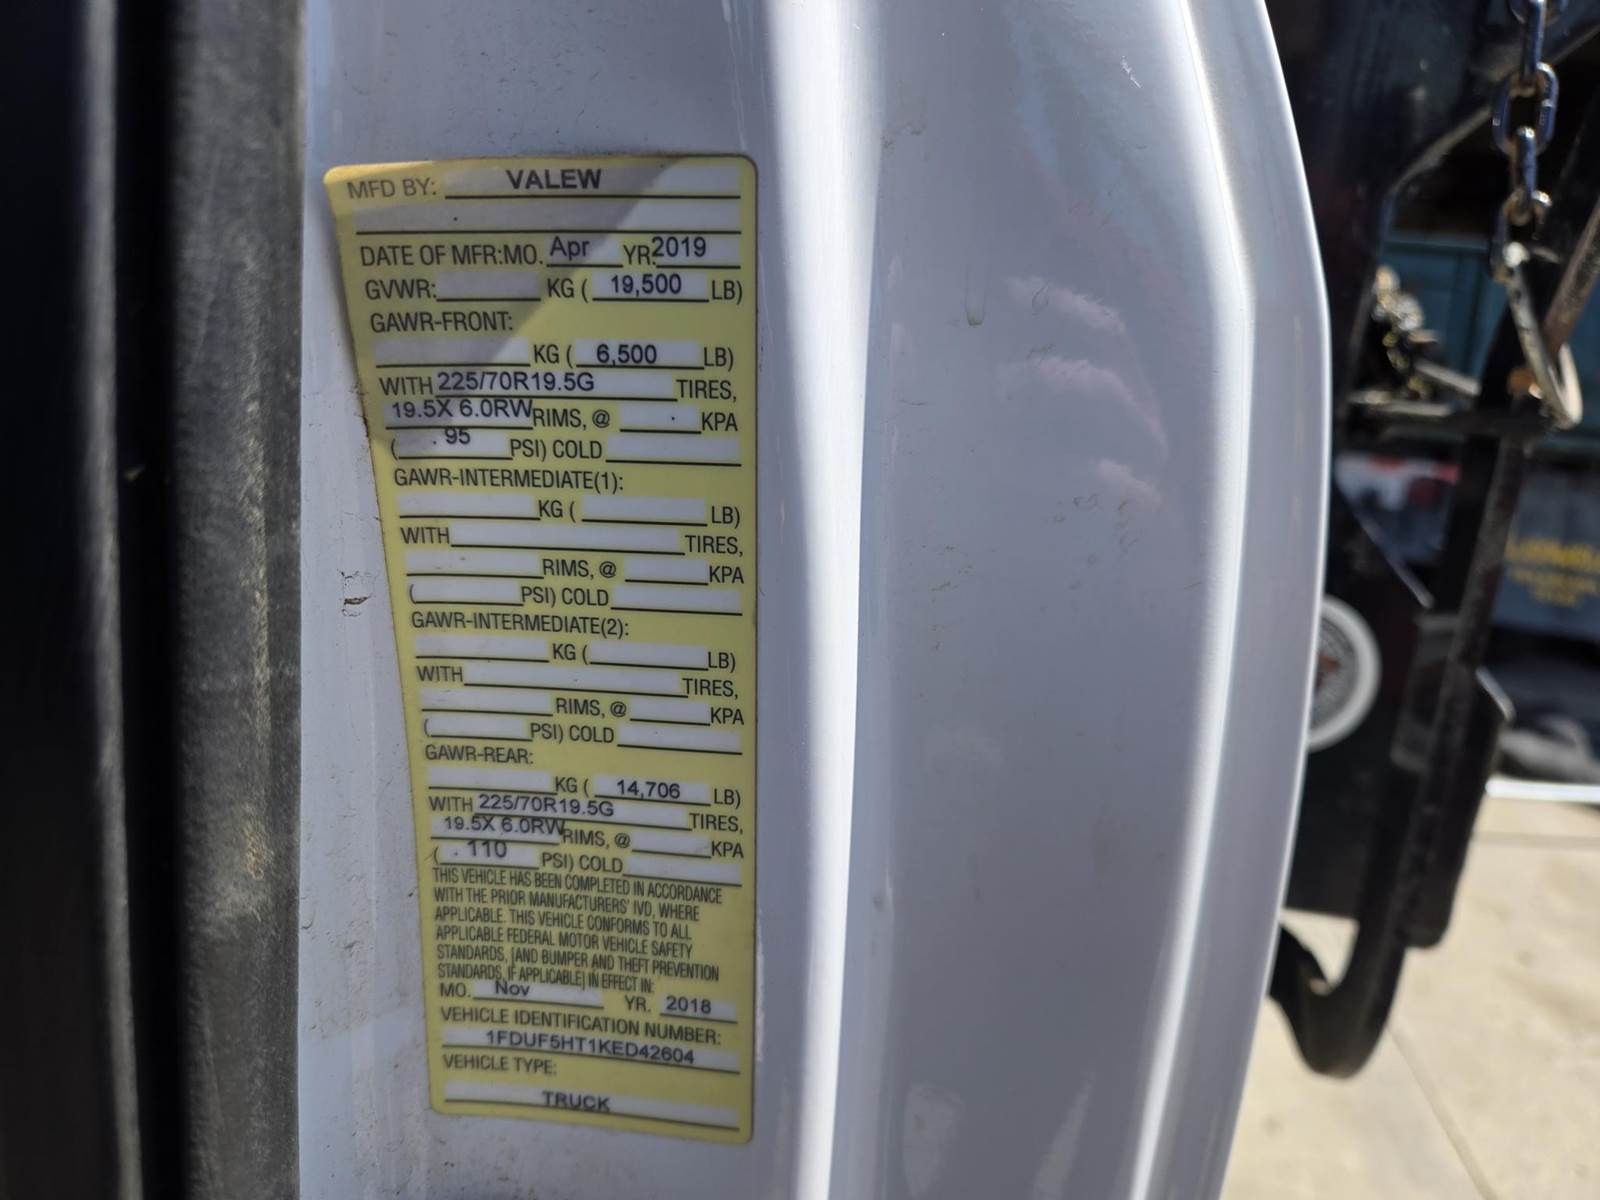 MFD BY: VALEW
DATE OF MFR:MO. Apr YR. 2019
GVWR: KG ( 19,500 LB)
GAWR-FRONT:
KG ( 6,500 LB)
WITH 225/70R19.5G TIRES,
19.5X 6.0RW RIMS, @ KPA
( 95 PSI) COLD
GAWR-INTERMEDIATE(1):
KG ( LB)
WITH TIRES,
RIMS, @ KPA
( PSI) COLD
GAWR-INTERMEDIATE(2):
KG ( LB)
WITH TIRES,
RIMS, @ KPA
( PSI) COLD
GAWR-REAR:
KG ( 14,706 LB)
WITH 225/70R19.5G TIRES,
19.5X 6.0RW RIMS, @ KPA
( 110 PSI) COLD
THIS VEHICLE HAS BEEN COMPLETED IN ACCORDANCE
WITH THE PRIOR MANUFACTURERS' IVD, WHERE
APPLICABLE. THIS VEHICLE CONFORMS TO ALL
APPLICABLE FEDERAL MOTOR VEHICLE SAFETY
STANDARDS, [AND BUMPER AND THEFT PREVENTION
STANDARDS, IF APPLICABLE] IN EFFECT IN:
MO. Nov YR. 2018
VEHICLE IDENTIFICATION NUMBER:
1FDUF5HT1KED42604
VEHICLE TYPE:
TRUCK